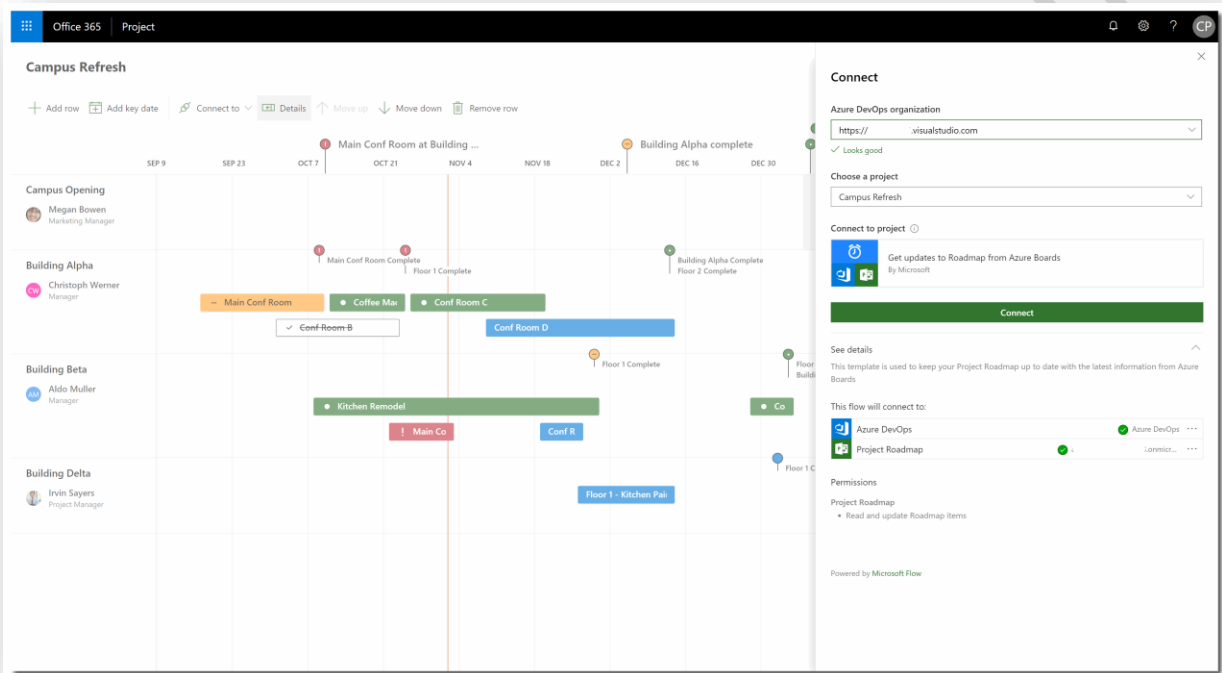 Office 365 Project
CP
Campus Refresh
Add row Add key date Connect to Details Move up Move down Remove row
Main Conf Room at Building ... Building Alpha complete
SEP 9 SEP 23 OCT 7 OCT 21 NOV 4 NOV 18 DEC 2 DEC 16 DEC 30
Campus Opening
Megan Bowen
Marketing Manager
Building Alpha
CW
Christoph Werner
Manager
Main Conf Room Complete
Floor 1 Complete
Building Alpha Complete
Floor 2 Complete
Main Conf Room Coffee Conf Room C
Conf Room B Conf Room D
Building Beta
AM
Aldo Muller
Manager
Floor 1 Complete
Floor
Buildi
Kitchen Remodel Co
! Main Co Conf R
Building Delta
Irvin Sayers
Project Manager
Floor 1 C
Floor 1 - Kitchen Pai
Connect
Azure DevOps organization
https:// .visualstudio.com
Looks good
Choose a project
Campus Refresh
Connect to project
Get updates to Roadmap from Azure Boards
By Microsoft
Connect
See details
This template is used to keep your Project Roadmap up to date with the latest information from Azure
Boards
This flow will connect to:
Azure DevOps Azure DevOps ...
Project Roadmap .onmicr... ...
Permissions
Project Roadmap
• Read and update Roadmap items
Powered by Microsoft Flow